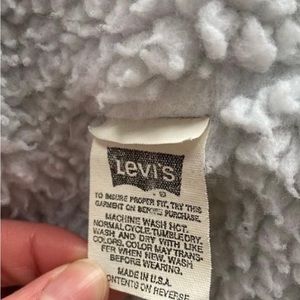 Levi's
®
TO INSURE PROPER FIT, TRY THIS
GARMENT ON BEFORE PURCHASE.
MACHINE WASH HOT.
NORMAL CYCLE. TUMBLE DRY.
WASH AND DRY WITH LIKE
COLORS. COLOR MAY TRANS-
FER WHEN NEW. WASH
BEFORE WEARING.
MADE IN U.S.A.
CONTENTS ON REVERSE